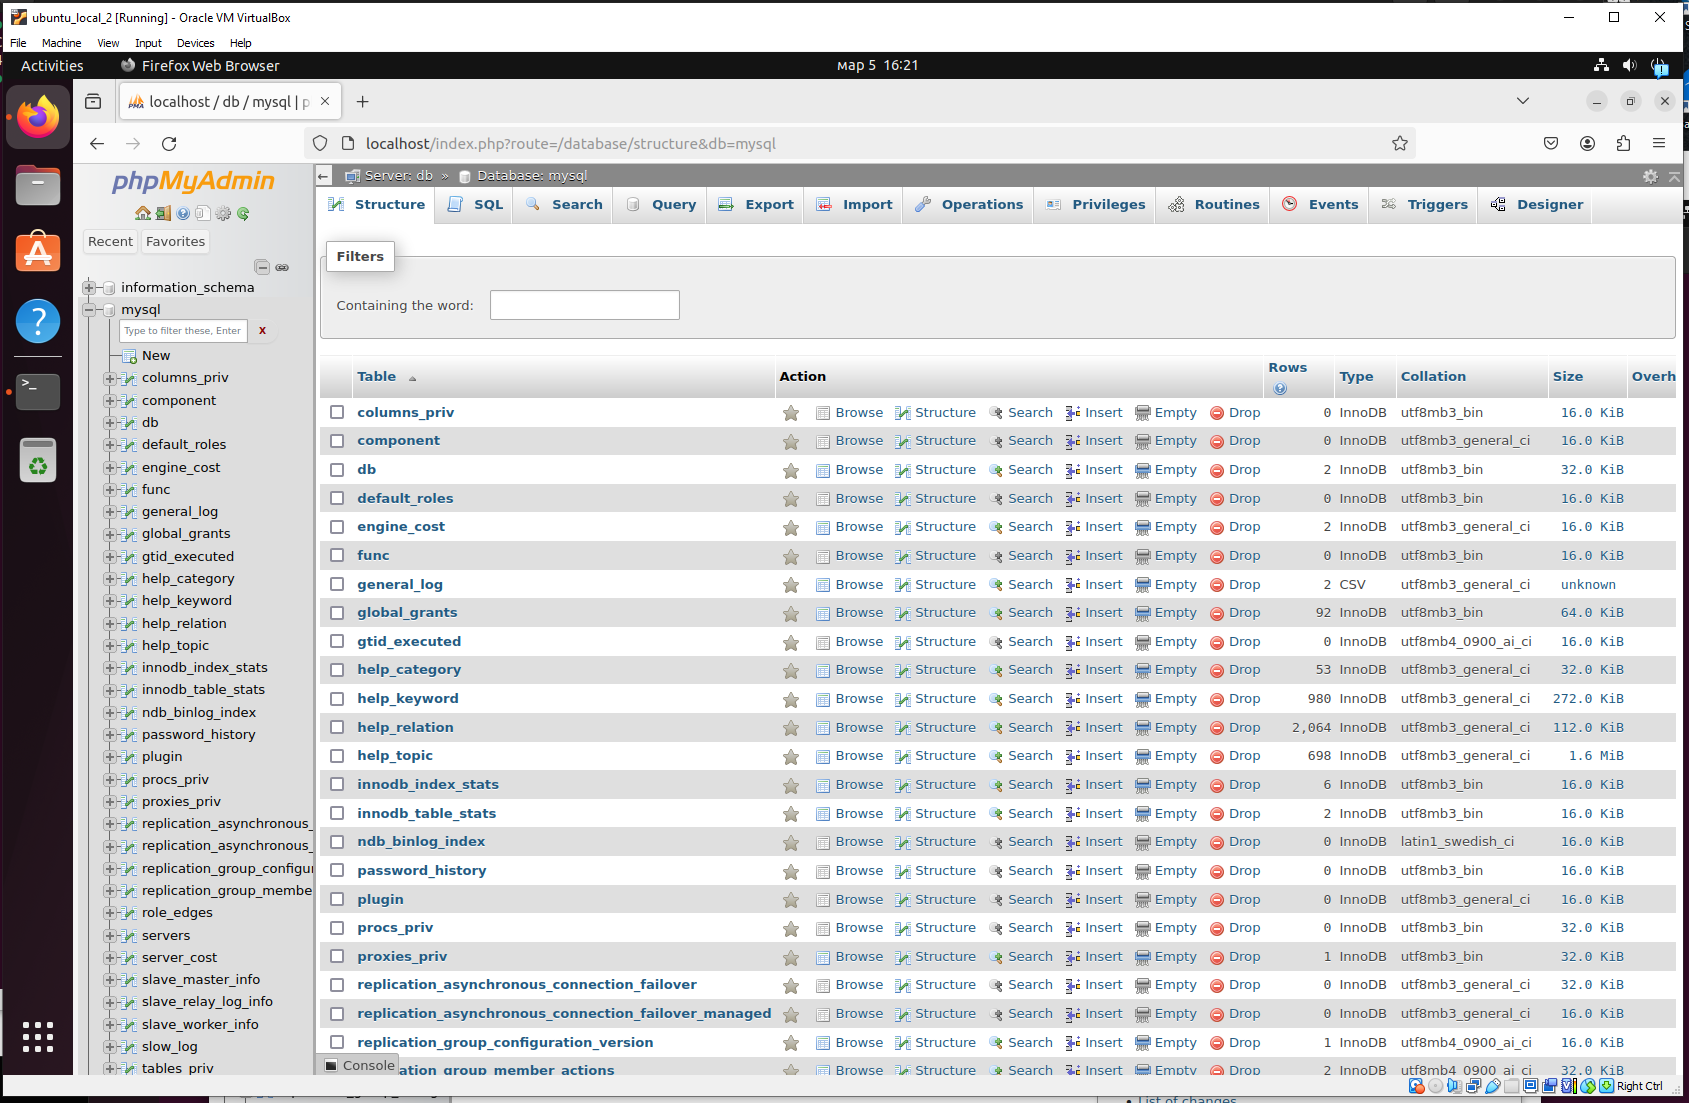 ubuntu_local_2 [Running] - Oracle VM VirtualBox
File Machine View Input Devices Help
Activities Firefox Web Browser мар 5 16:21
localhost / db / mysql | p
localhost/index.php?route=/database/structure&db=mysql
phpMyAdmin
Recent Favorites
information_schema
mysql
Type to filter these, Enter X
New
columns_priv
component
db
default_roles
engine_cost
func
general_log
global_grants
gtid_executed
help_category
help_keyword
help_relation
help_topic
innodb_index_stats
innodb_table_stats
ndb_binlog_index
password_history
plugin
procs_priv
proxies_priv
replication_asynchronous_
replication_asynchronous_
replication_group_configu
replication_group_membe
role_edges
servers
server_cost
slave_master_info
slave_relay_log_info
slave_worker_info
slow_log
tables_priv
Server: db » Database: mysql
Structure SQL Search Query Export Import Operations Privileges Routines Events Triggers Designer
Filters
Containing the word:
Table Action Rows Type Collation Size Overh
columns_priv Browse Structure Search Insert Empty Drop 0 InnoDB utf8mb3_bin 16.0 KiB
component Browse Structure Search Insert Empty Drop 0 InnoDB utf8mb3_general_ci 16.0 KiB
db Browse Structure Search Insert Empty Drop 2 InnoDB utf8mb3_bin 32.0 KiB
default_roles Browse Structure Search Insert Empty Drop 0 InnoDB utf8mb3_bin 16.0 KiB
engine_cost Browse Structure Search Insert Empty Drop 2 InnoDB utf8mb3_general_ci 16.0 KiB
func Browse Structure Search Insert Empty Drop 0 InnoDB utf8mb3_bin 16.0 KiB
general_log Browse Structure Search Insert Empty Drop 2 CSV utf8mb3_general_ci unknown
global_grants Browse Structure Search Insert Empty Drop 92 InnoDB utf8mb3_bin 64.0 KiB
gtid_executed Browse Structure Search Insert Empty Drop 0 InnoDB utf8mb4_0900_ai_ci 16.0 KiB
help_category Browse Structure Search Insert Empty Drop 53 InnoDB utf8mb3_general_ci 32.0 KiB
help_keyword Browse Structure Search Insert Empty Drop 980 InnoDB utf8mb3_general_ci 272.0 KiB
help_relation Browse Structure Search Insert Empty Drop 2,064 InnoDB utf8mb3_general_ci 112.0 KiB
help_topic Browse Structure Search Insert Empty Drop 698 InnoDB utf8mb3_general_ci 1.6 MiB
innodb_index_stats Browse Structure Search Insert Empty Drop 6 InnoDB utf8mb3_bin 16.0 KiB
innodb_table_stats Browse Structure Search Insert Empty Drop 2 InnoDB utf8mb3_bin 16.0 KiB
ndb_binlog_index Browse Structure Search Insert Empty Drop 0 InnoDB latin1_swedish_ci 16.0 KiB
password_history Browse Structure Search Insert Empty Drop 0 InnoDB utf8mb3_bin 16.0 KiB
plugin Browse Structure Search Insert Empty Drop 0 InnoDB utf8mb3_general_ci 16.0 KiB
procs_priv Browse Structure Search Insert Empty Drop 0 InnoDB utf8mb3_bin 32.0 KiB
proxies_priv Browse Structure Search Insert Empty Drop 1 InnoDB utf8mb3_bin 32.0 KiB
replication_asynchronous_connection_failover Browse Structure Search Insert Empty Drop 0 InnoDB utf8mb3_general_ci 32.0 KiB
replication_asynchronous_connection_failover_managed Browse Structure Search Insert Empty Drop 0 InnoDB utf8mb3_general_ci 16.0 KiB
replication_group_configuration_version Browse Structure Search Insert Empty Drop 1 InnoDB utf8mb4_0900_ai_ci 16.0 KiB
ation_group_member_actions Browse Structure Search Insert Empty Drop 2 InnoDB utf8mb4_0900_ai_ci 32.0 KiB
Console
Right Ctrl
List of changes